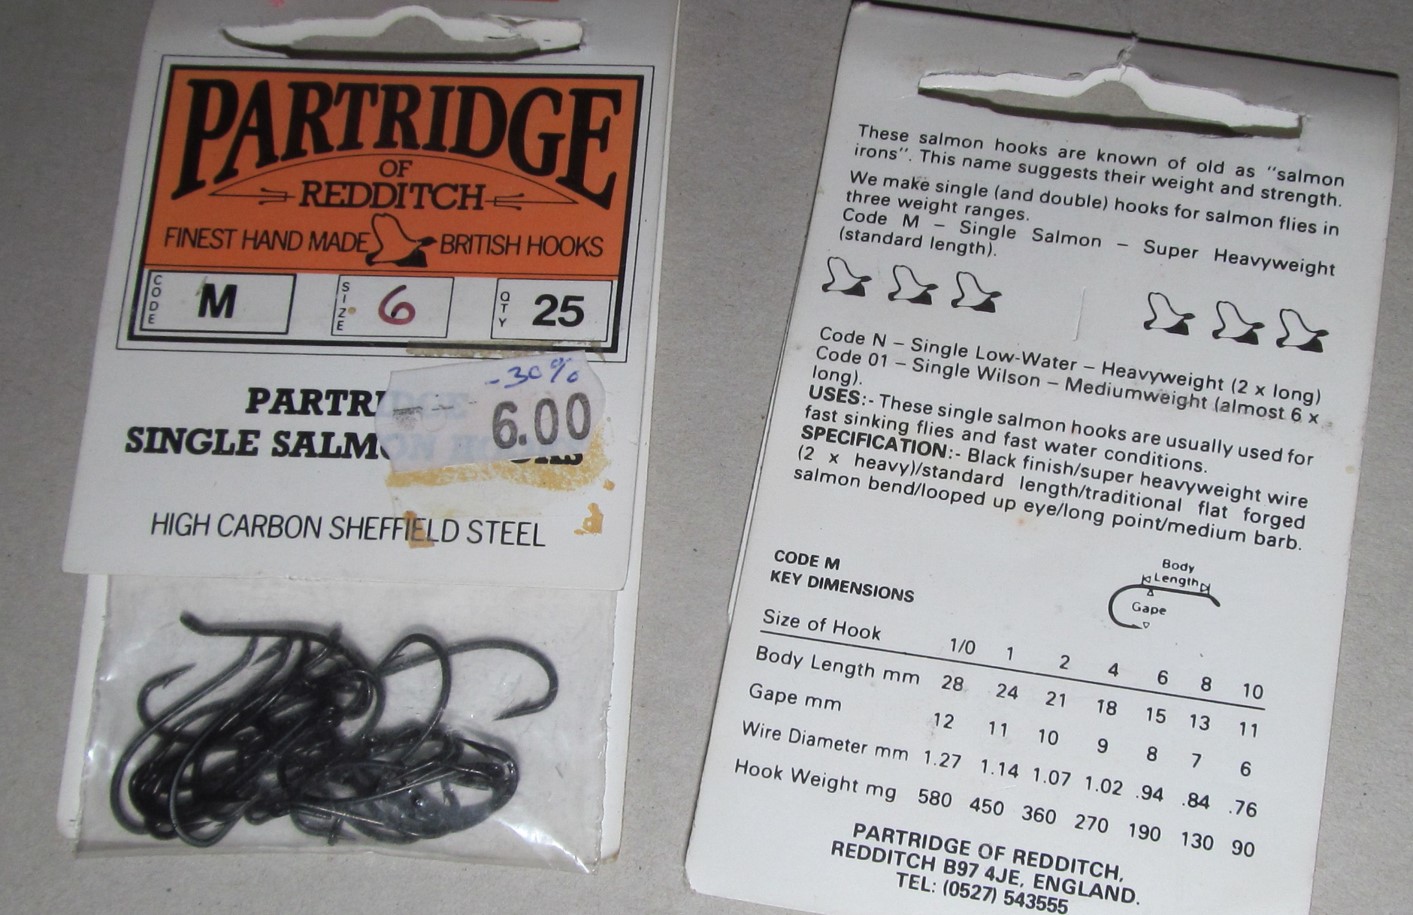 PARTRIDGE
OF
REDDITCH
FINEST HAND MADE BRITISH HOOKS
CODE M SIZE 6 QTY 25
-30%
6.00
PARTRIDGE
SINGLE SALMON HOOKS
HIGH CARBON SHEFFIELD STEEL
These salmon hooks are known of old as "salmon
irons". This name suggests their weight and strength.
We make single (and double) hooks for salmon flies in
three weight ranges.
Code M – Single Salmon – Super Heavyweight
(standard length).
Code N – Single Low-Water – Heavyweight (2 x long)
Code 01 – Single Wilson – Mediumweight (almost 6 x
long).
USES:- These single salmon hooks are usually used for
fast sinking flies and fast water conditions.
SPECIFICATION:- Black finish/super heavyweight wire
(2 x heavy)/standard length/traditional flat forged
salmon bend/looped up eye/long point/medium barb.
CODE M
KEY DIMENSIONS
Body
Length
Gape
Size of Hook 1/0 1 2 4 6 8 10
Body Length mm 28 24 21 18 15 13 11
Gape mm 12 11 10 9 8 7 6
Wire Diameter mm 1.27 1.14 1.07 1.02 .94 .84 .76
Hook Weight mg 580 450 360 270 190 130 90
PARTRIDGE OF REDDITCH,
REDDITCH B97 4JE, ENGLAND.
TEL: (0527) 543555